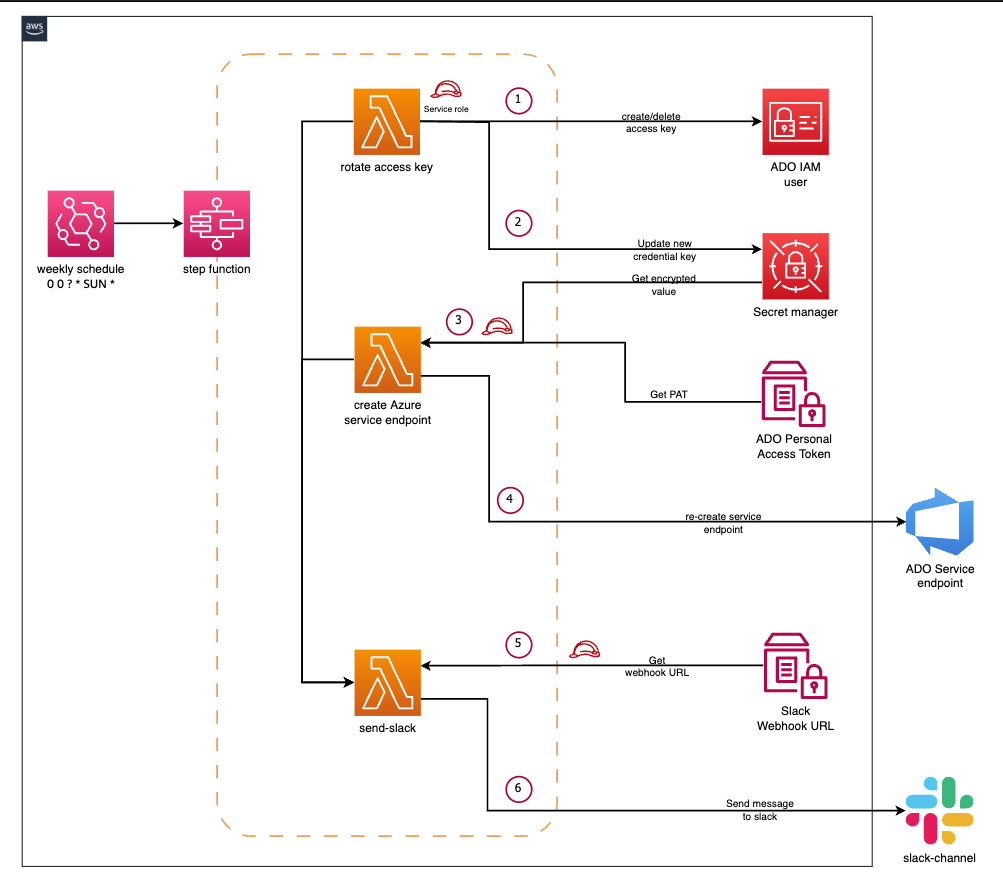 aws
Service role
1
create/delete
access key
rotate access key
ADO IAM
user
2
Update new
credential key
weekly schedule
0 0 ? * SUN *
step function
Get encrypted
value
Secret manager
3
create Azure
service endpoint
Get PAT
ADO Personal
Access Token
4
re-create service
endpoint
ADO Service
endpoint
5
Get
webhook URL
send-slack
Slack
Webhook URL
6
Send message
to slack
slack-channel